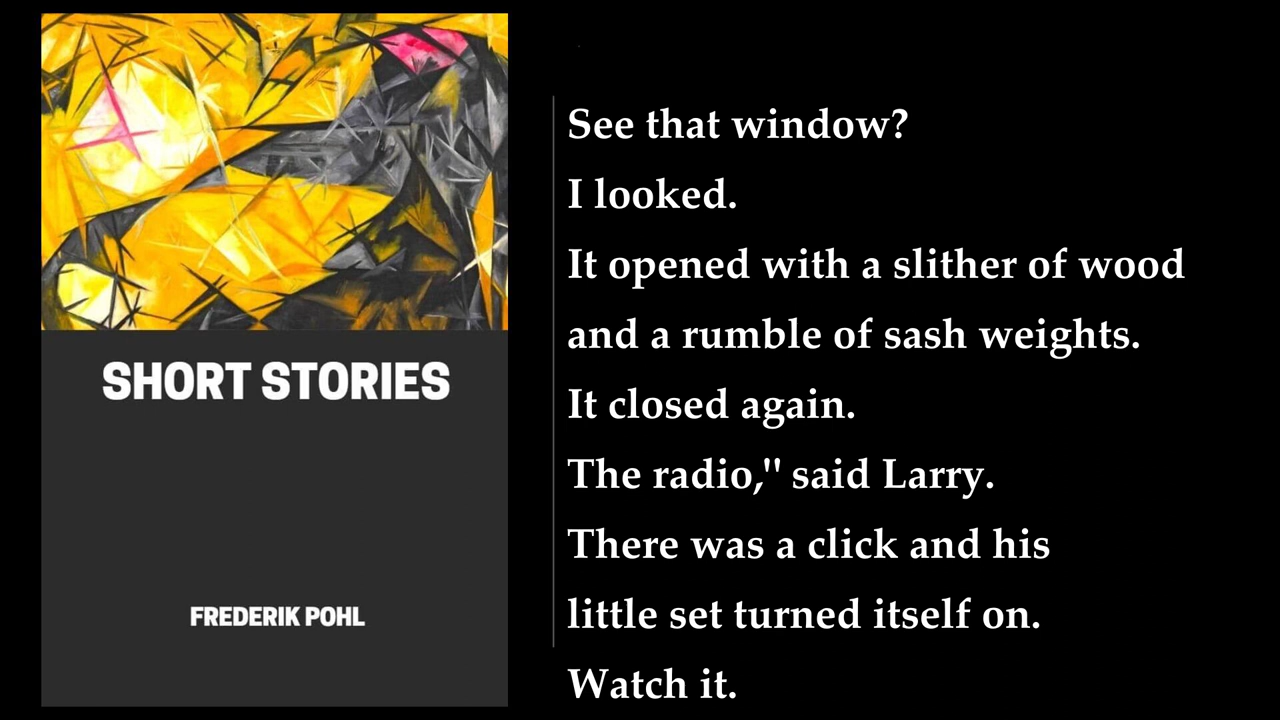 SHORT STORIES
FREDERIK POHL
See that window?
I looked.
It opened with a slither of wood
and a rumble of sash weights.
It closed again.
The radio," said Larry.
There was a click and his
little set turned itself on.
Watch it.